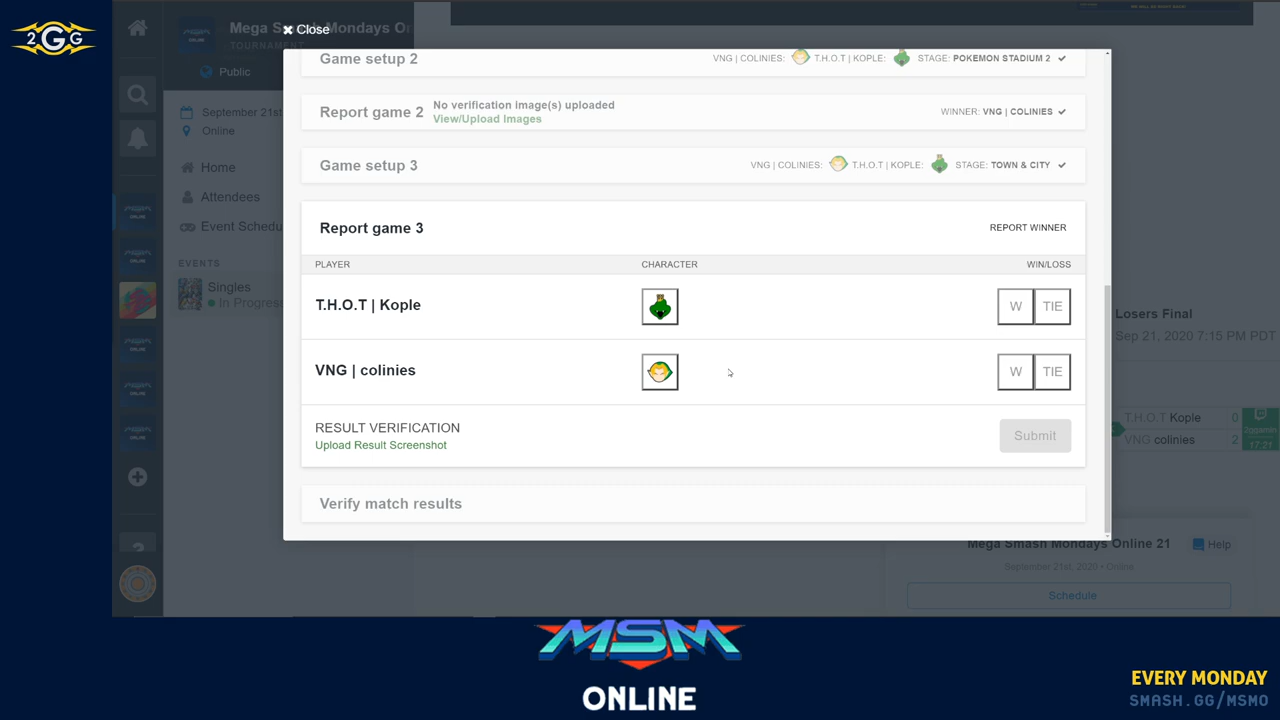 2GG
Mega Smash Mondays On
TOURNAMENT
Public
September 21st
Online
Home
Attendees
Event Schedu
EVENTS
Singles
In Progress
Close
Game setup 2
VNG | COLINIES: T.H.O.T | KOPLE: STAGE: POKEMON STADIUM 2
Report game 2
No verification image(s) uploaded
View/Upload Images
WINNER: VNG | COLINIES
Game setup 3
VNG | COLINIES: T.H.O.T | KOPLE: STAGE: TOWN & CITY
Report game 3
REPORT WINNER
PLAYER CHARACTER WIN/LOSS
T.H.O.T | Kople W TIE
VNG | colinies W TIE
RESULT VERIFICATION
Upload Result Screenshot
Submit
Verify match results
Losers Final
Sep 21, 2020 7:15 PM PDT
T.H.O.T Kople 0
VNG colinies 2
17:21
Mega Smash Mondays Online 21
Help
September 21st, 2020 • Online
Schedule
MSM
ONLINE
EVERY MONDAY
SMASH.GG/MSMO